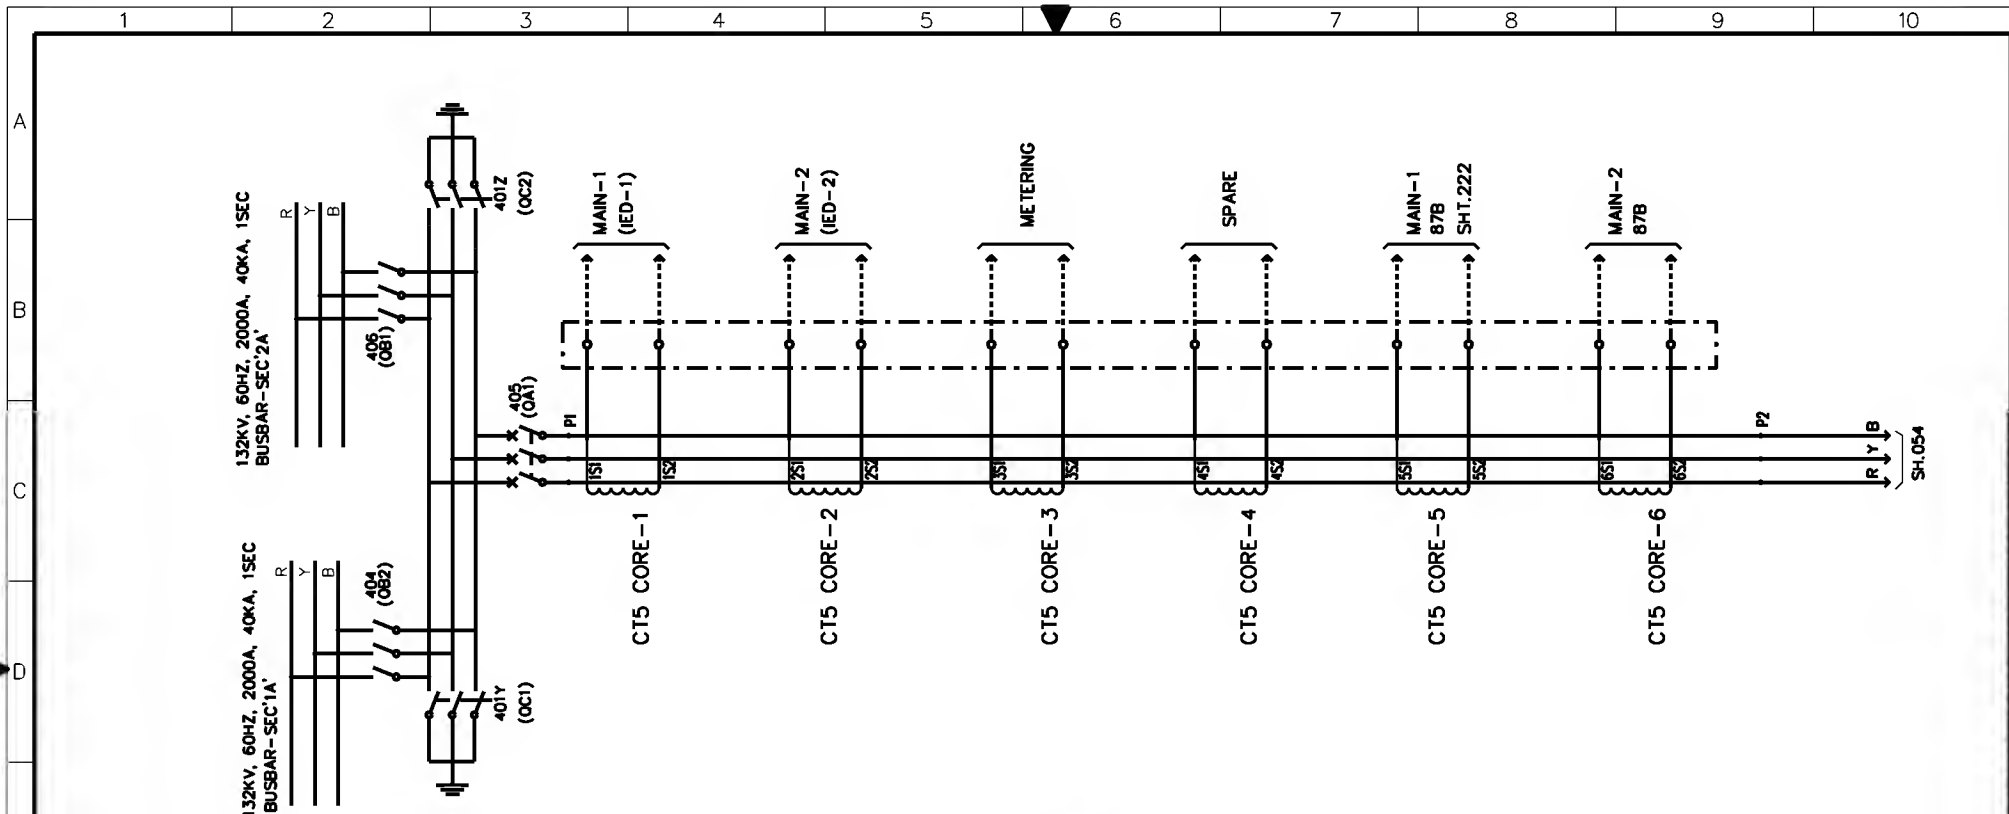 1 2 3 4 5 6 7 8 9 10
A
B
C
D
132KV, 60HZ, 2000A, 40KA, 1SEC
BUSBAR-SEC'2A'
R
Y
B
406
(QB1)
401Z
(QC2)
405
(QA1)
P1
MAIN-1
(IED-1)
MAIN-2
(IED-2)
METERING
SPARE
MAIN-1
87B
SHT.222
MAIN-2
87B
1S1
1S2
2S1
2S2
3S1
3S2
4S1
4S2
5S1
5S2
6S1
6S2
P2
R Y B
SH.054
CT5 CORE-1
CT5 CORE-2
CT5 CORE-3
CT5 CORE-4
CT5 CORE-5
CT5 CORE-6
132KV, 60HZ, 2000A, 40KA, 1SEC
BUSBAR-SEC'1A'
R
Y
B
404
(QB2)
401Y
(QC1)